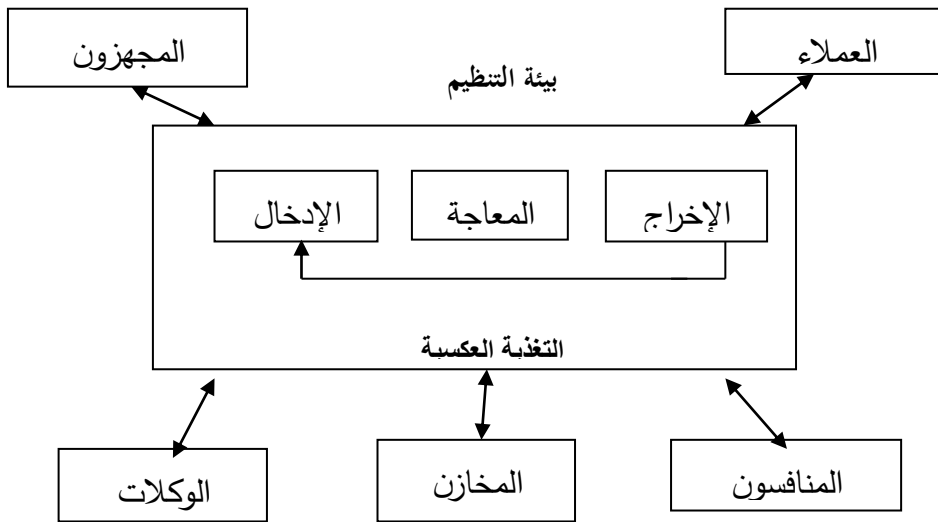 العملاء
المجهزون
بيئة التنظيم
الإخراج
المعاجة
الإدخال
التغذية العكسية
المنافسون
المخازن
الوكلات